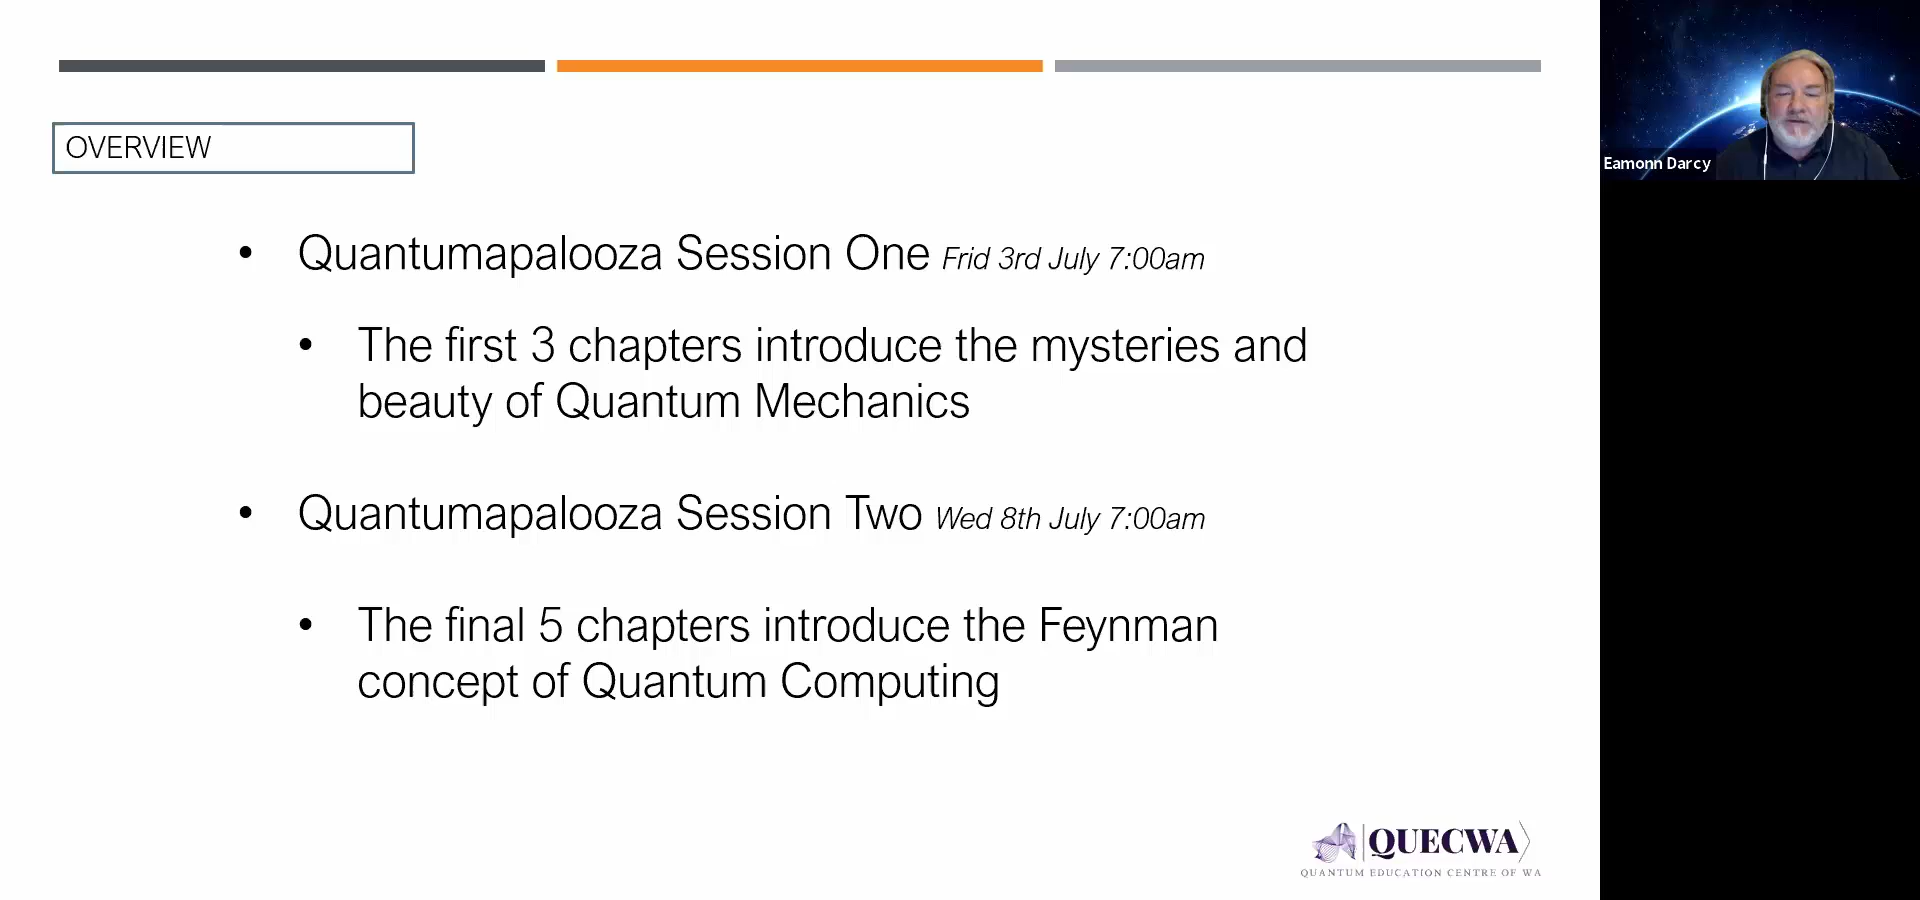 OVERVIEW
• Quantumapalooza Session One Frid 3rd July 7:00am
• The first 3 chapters introduce the mysteries and
beauty of Quantum Mechanics
• Quantumapalooza Session Two Wed 8th July 7:00am
• The final 5 chapters introduce the Feynman
concept of Quantum Computing
|QUECWA⟩
QUANTUM EDUCATION CENTRE OF WA
Eamonn Darcy